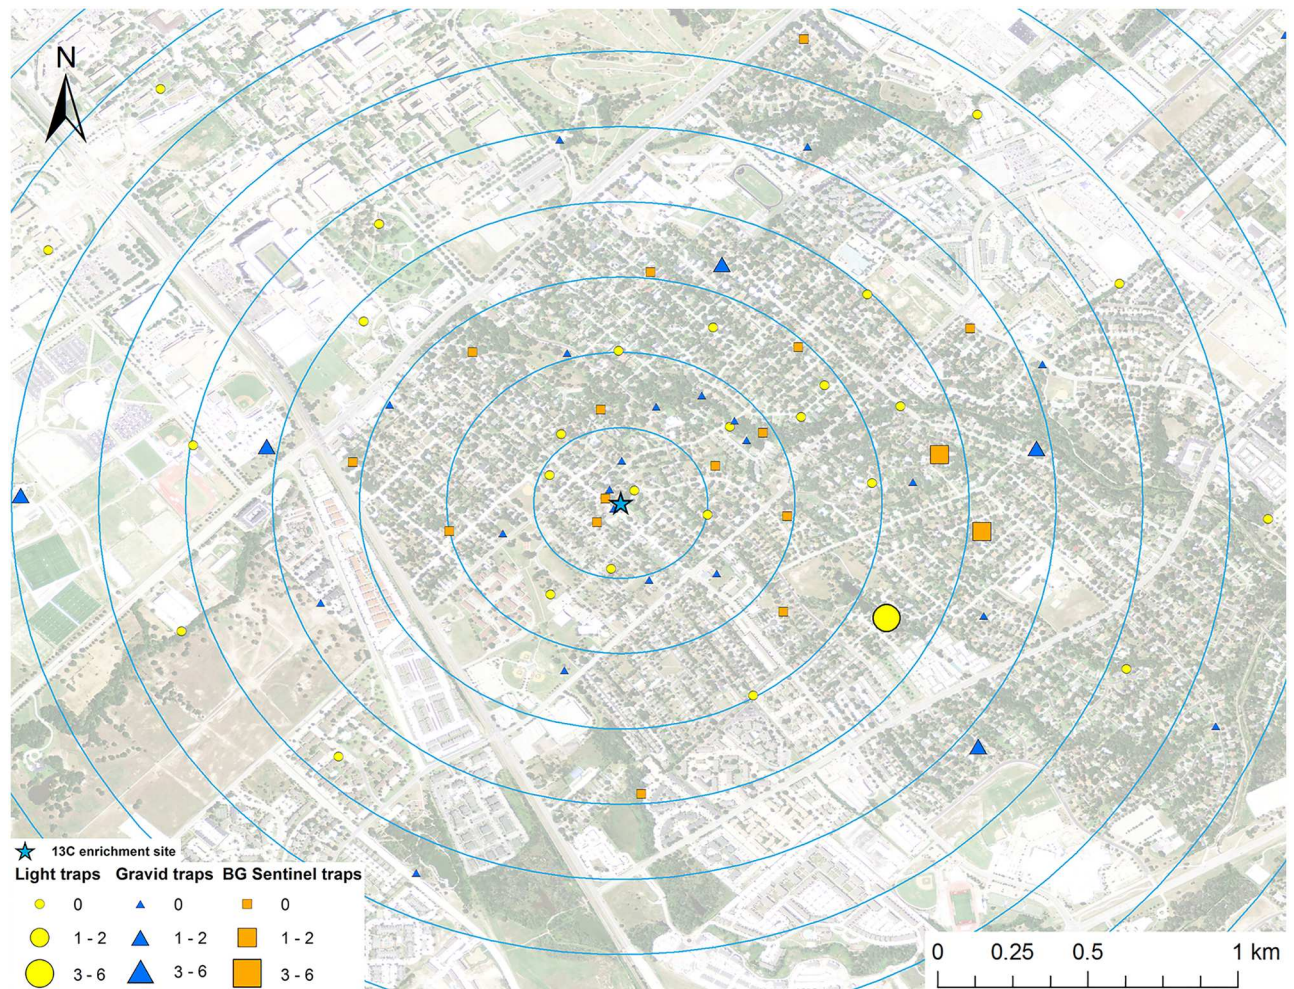 N
13C enrichment site
Light traps Gravid traps BG Sentinel traps
0 0 0
1 - 2 1 - 2 1 - 2
3 - 6 3 - 6 3 - 6
0 0.25 0.5 1 km